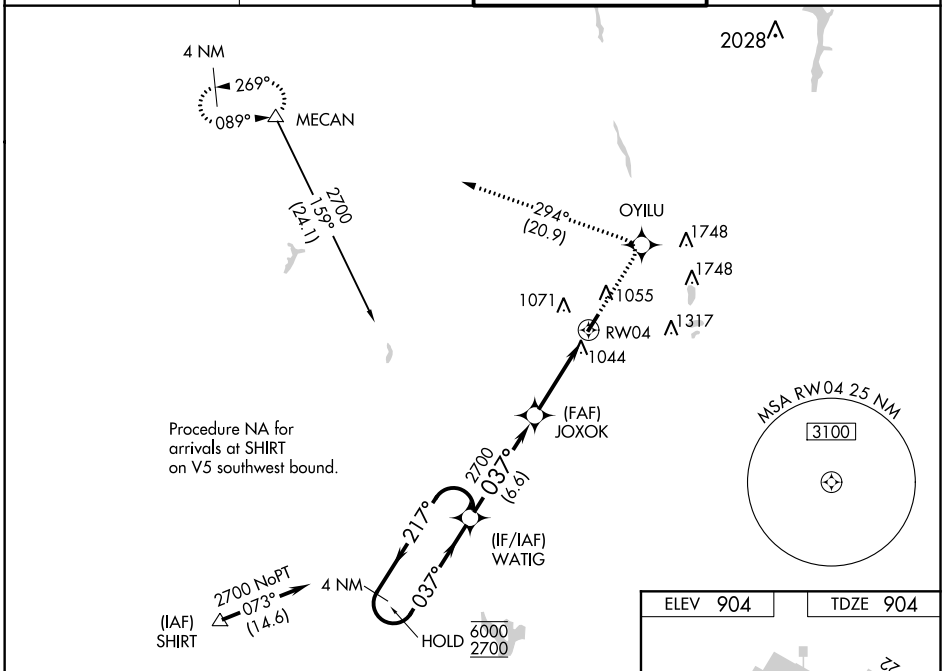 2028
4 NM
269°
089°
MECAN
2700
159°
(24.1)
294°
(20.9)
OYILU
1748
1748
1071
1055
RW04
1317
1044
MSA RW04 25 NM
3100
(FAF)
JOXOK
Procedure NA for
arrivals at SHIRT
on V5 southwest bound.
2700
037°
(6.6)
217°
037°
(IF/IAF)
WATIG
4 NM
2700 NoPT
073°
(14.6)
(IAF)
SHIRT
HOLD
6000
2700
ELEV 904
TDZE 904
22